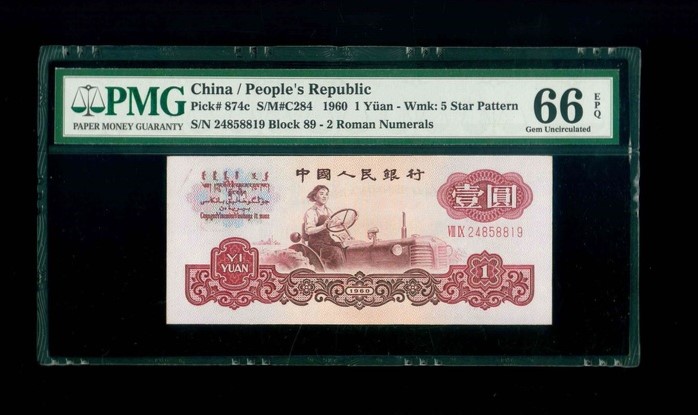 PMG
PAPER MONEY GUARANTY
China / People's Republic
Pick# 874c S/M#C284 1960 1 Yüan - Wmk: 5 Star Pattern
S/N 24858819 Block 89 - 2 Roman Numerals
66 EPQ
Gem Uncirculated
中國人民銀行
壹圓
VIII IX 24858819
YI
YUAN
1960
1